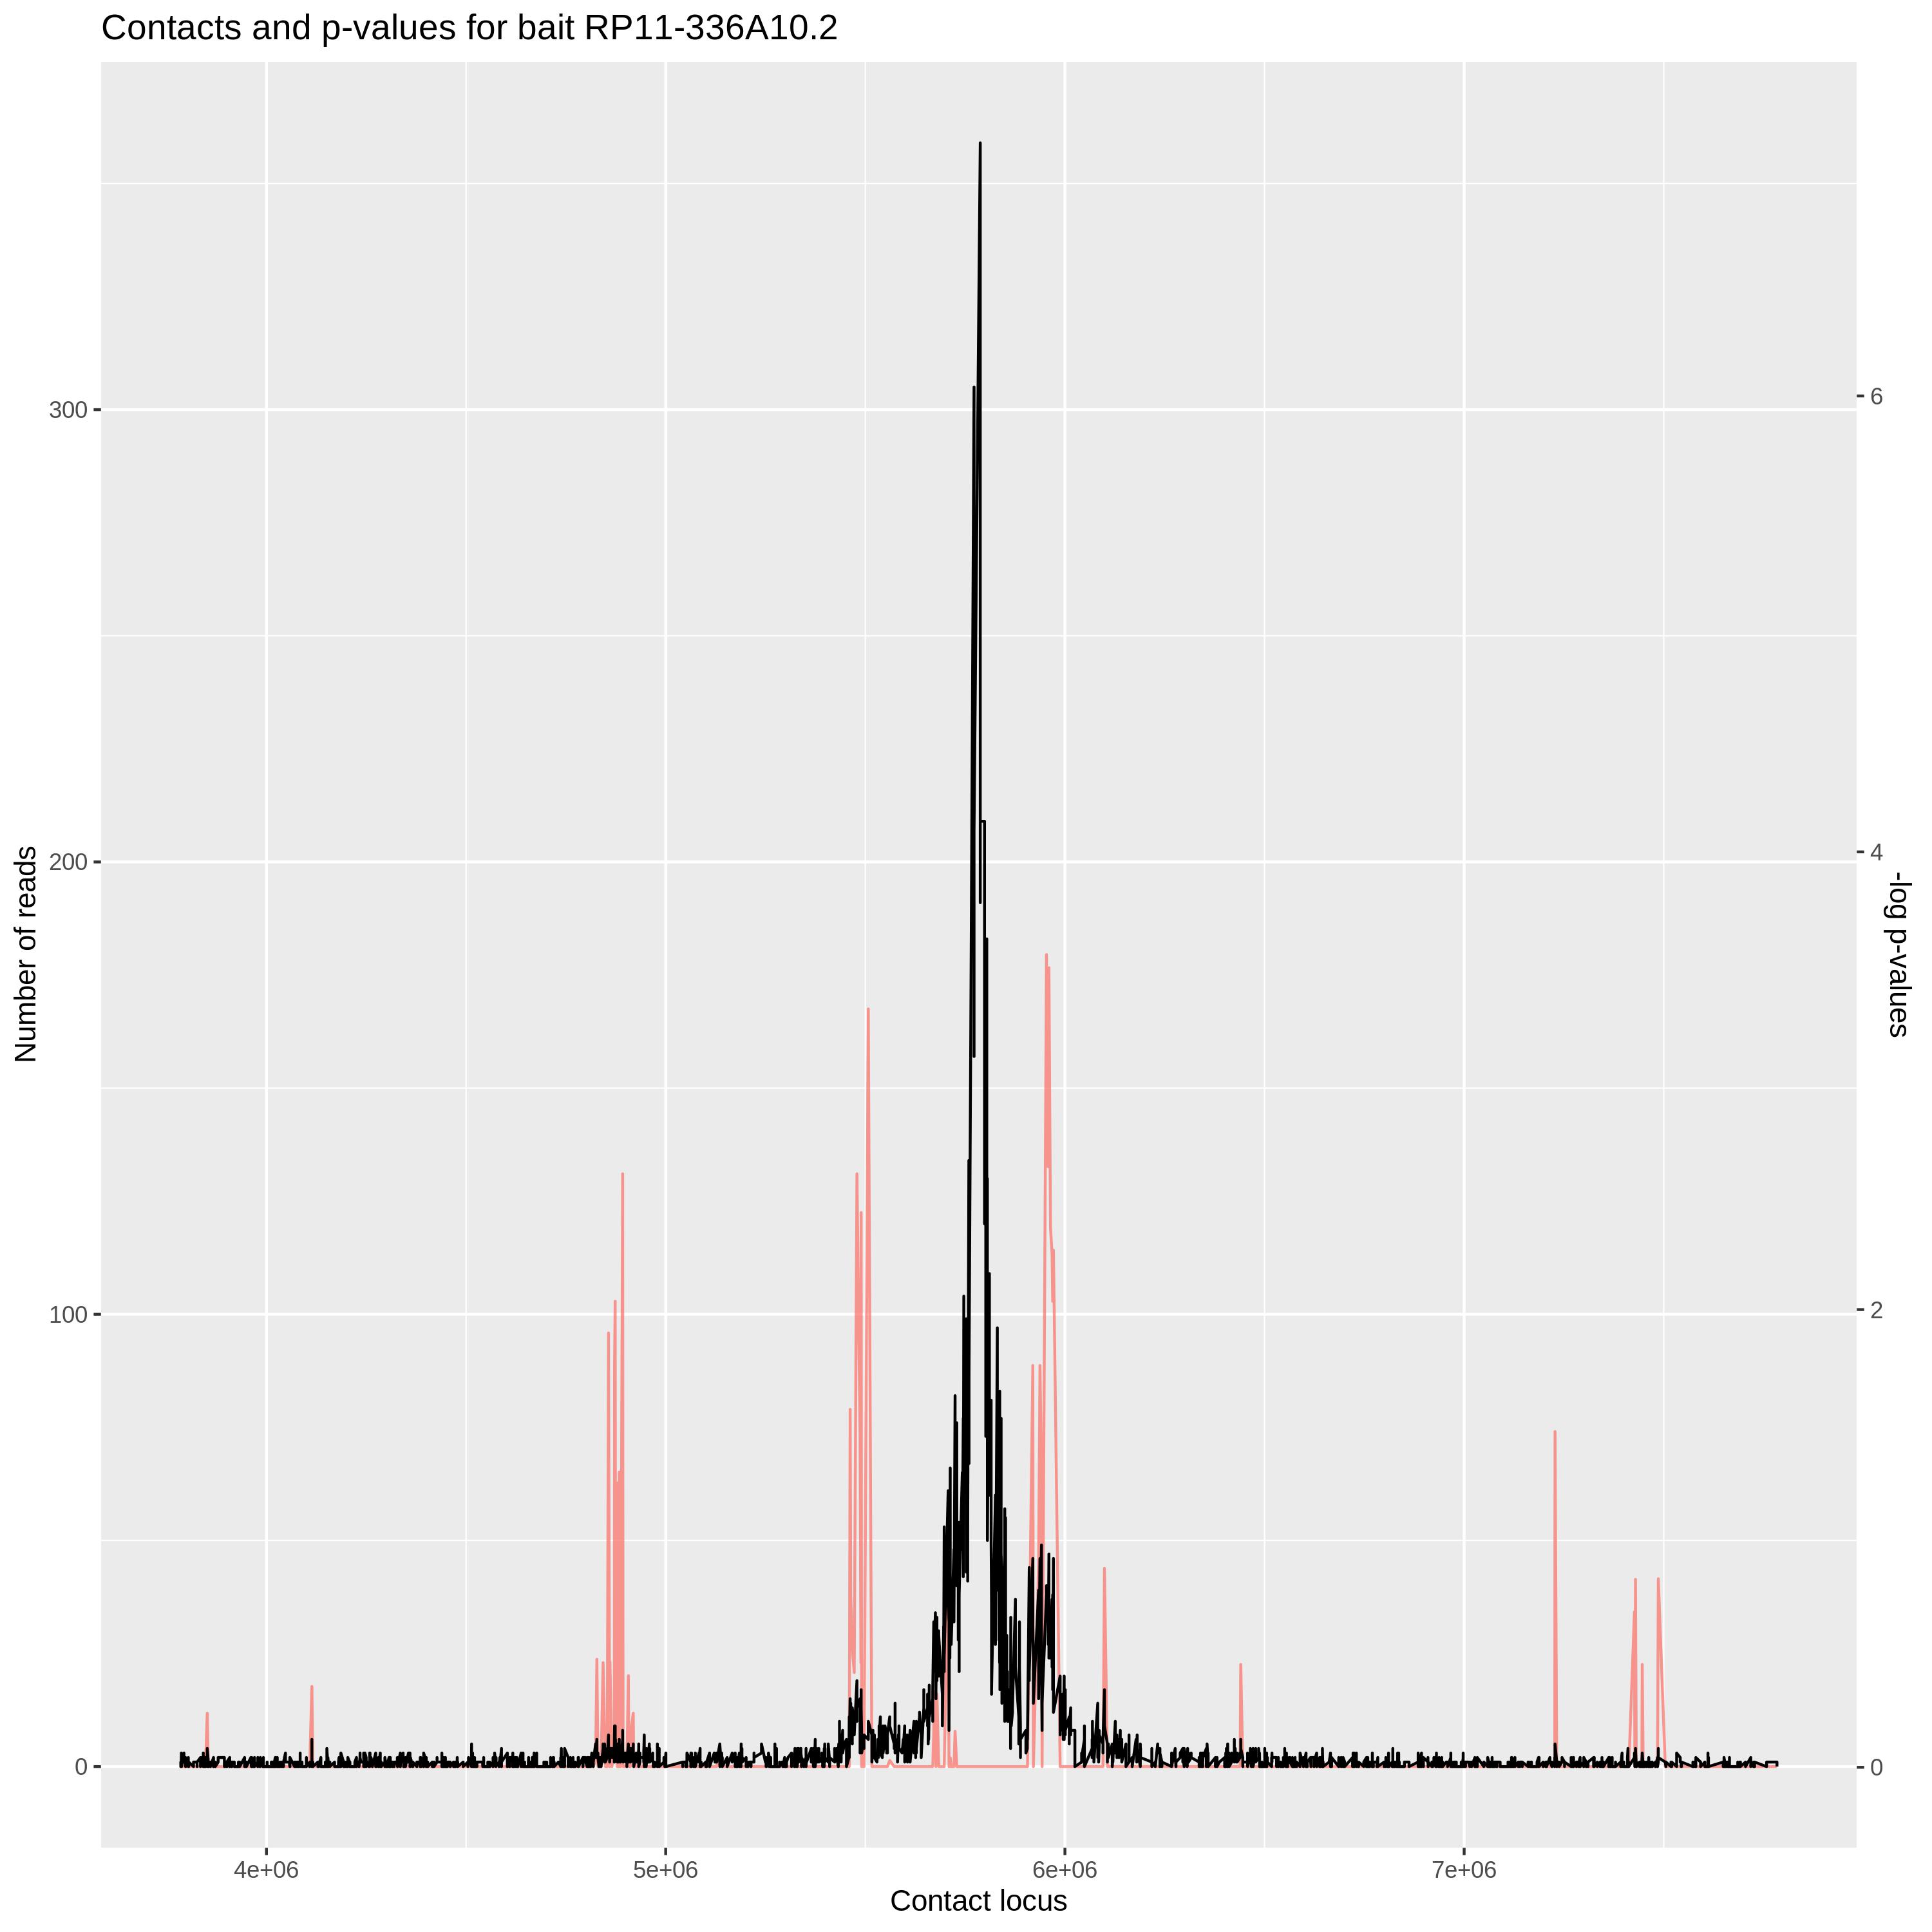 Contacts and p-values for bait RP11-336A10.2
300
200
100
0
6
4
2
0
Number of reads
-log p-values
4e+06
5e+06
6e+06
7e+06
Contact locus